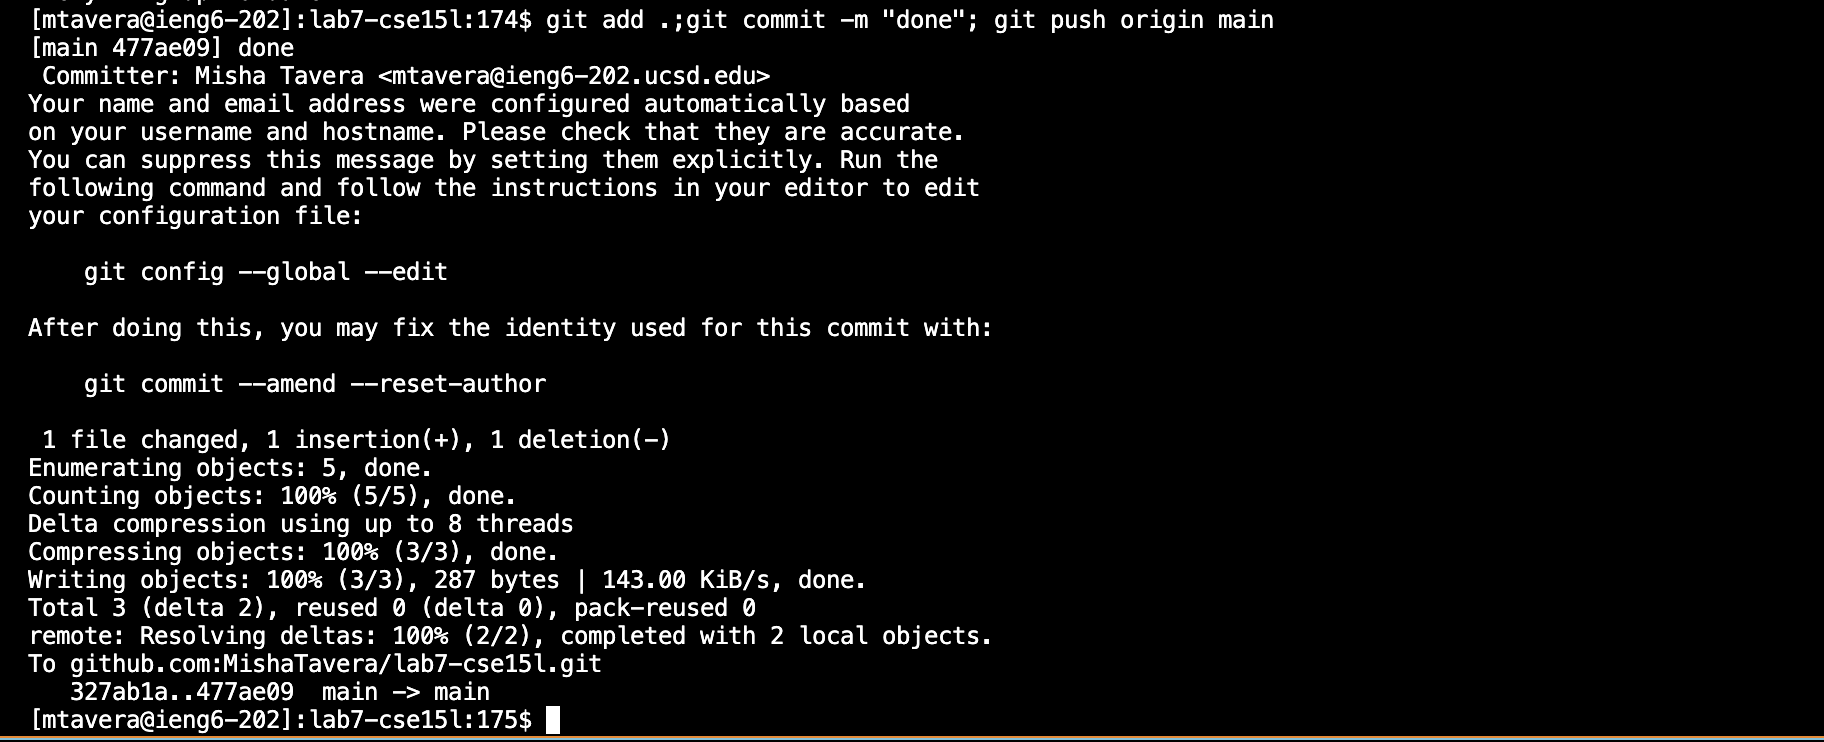 [mtavera@ieng6-202]:lab7-cse15l:174$ git add .;git commit -m "done"; git push origin main
[main 477ae09] done
 Committer: Misha Tavera <mtavera@ieng6-202.ucsd.edu>
Your name and email address were configured automatically based
on your username and hostname. Please check that they are accurate.
You can suppress this message by setting them explicitly. Run the
following command and follow the instructions in your editor to edit
your configuration file:

    git config --global --edit

After doing this, you may fix the identity used for this commit with:

    git commit --amend --reset-author

 1 file changed, 1 insertion(+), 1 deletion(-)
Enumerating objects: 5, done.
Counting objects: 100% (5/5), done.
Delta compression using up to 8 threads
Compressing objects: 100% (3/3), done.
Writing objects: 100% (3/3), 287 bytes | 143.00 KiB/s, done.
Total 3 (delta 2), reused 0 (delta 0), pack-reused 0
remote: Resolving deltas: 100% (2/2), completed with 2 local objects.
To github.com:MishaTavera/lab7-cse15l.git
   327ab1a..477ae09  main -> main
[mtavera@ieng6-202]:lab7-cse15l:175$